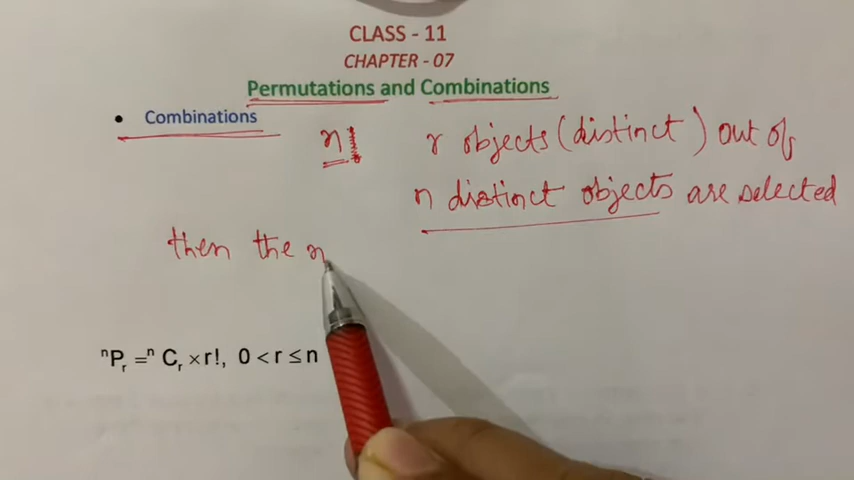 CLASS - 11
CHAPTER - 07
Permutations and Combinations
• Combinations
n! r objects (distinct) out of
n distinct objects are selected
then the n
ⁿPᵣ =ⁿ Cᵣ × r!, 0 < r ≤ n